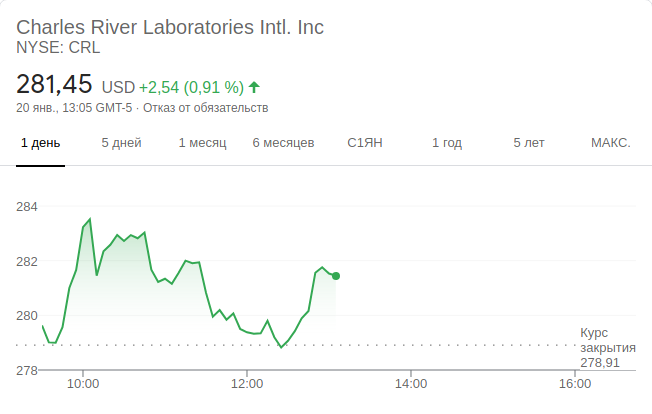 Charles River Laboratories Intl. Inc
NYSE: CRL
281,45 USD +2,54 (0,91 %)
20 янв., 13:05 GMT-5 · Отказ от обязательств
1 день 5 дней 1 месяц 6 месяцев С1ЯН 1 год 5 лет МАКС.
284
282
280
278
Курс
закрытия
278,91
10:00 12:00 14:00 16:00